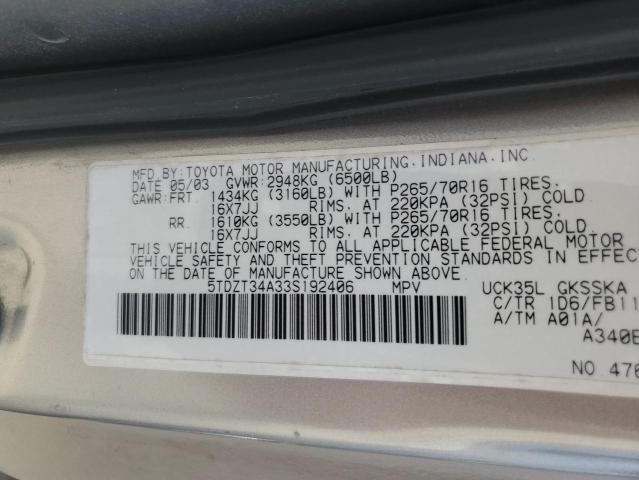 MFD.BY:TOYOTA MOTOR MANUFACTURING,INDIANA,INC.
DATE 05/03 GVWR:2948KG (6500LB)
GAWR:FRT. 1434KG (3160LB) WITH P265/70R16 TIRES,
16X7JJ RIMS, AT 220KPA (32PSI) COLD
RR. 1610KG (3550LB) WITH P265/70R16 TIRES,
16X7JJ RIMS, AT 220KPA (32PSI) COLD
THIS VEHICLE CONFORMS TO ALL APPLICABLE FEDERAL MOTOR
VEHICLE SAFETY AND THEFT PREVENTION STANDARDS IN EFFEC
ON THE DATE OF MANUFACTURE SHOWN ABOVE.
5TDZT34A33S192406 MPV
UCK35L GKSSKA
C/TR 1D6/FB11
A/TM A01A/
A340E
NO 476